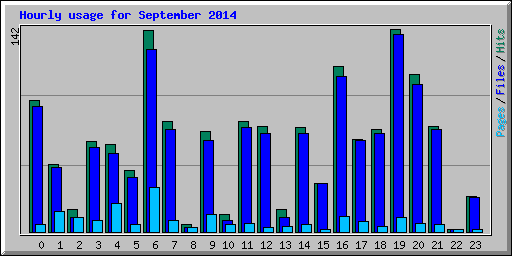 Hourly usage for September 2014
142
Pages / Files / Hits
0 1 2 3 4 5 6 7 8 9 10 11 12 13 14 15 16 17 18 19 20 21 22 23